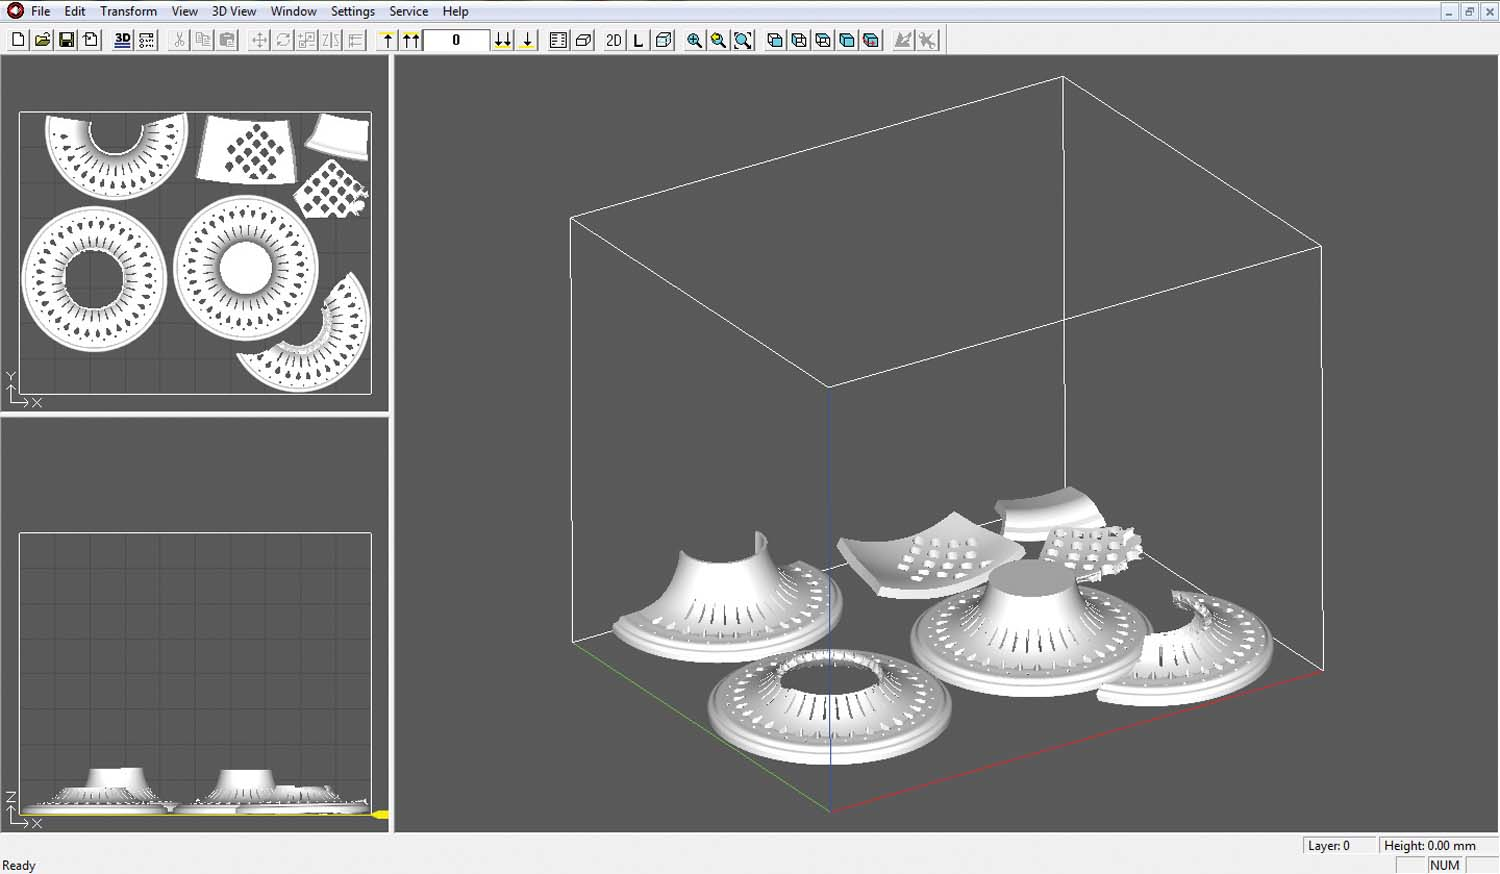 File Edit Transform View 3D View Window Settings Service Help
3D 0 2D L
Y
X
Z
X
Layer: 0 Height: 0.00 mm
Ready NUM